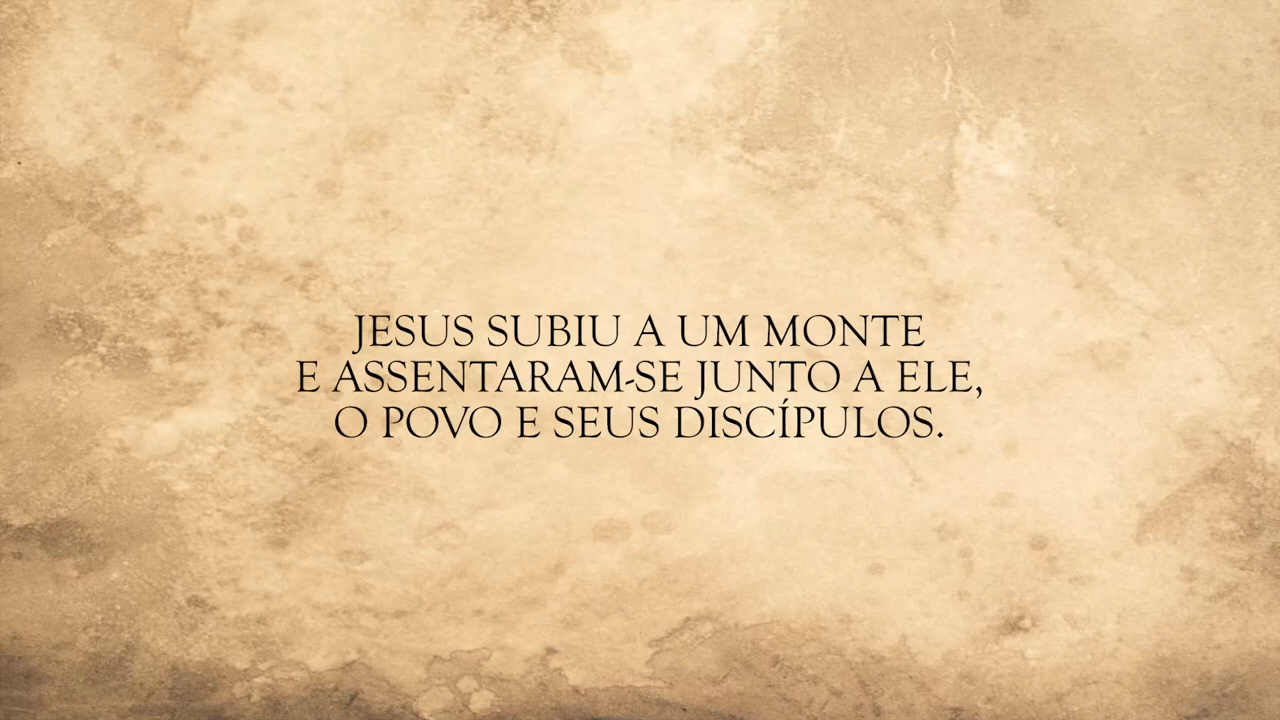 JESUS SUBIU A UM MONTE
E ASSENTARAM-SE JUNTO A ELE,
O POVO E SEUS DISCÍPULOS.